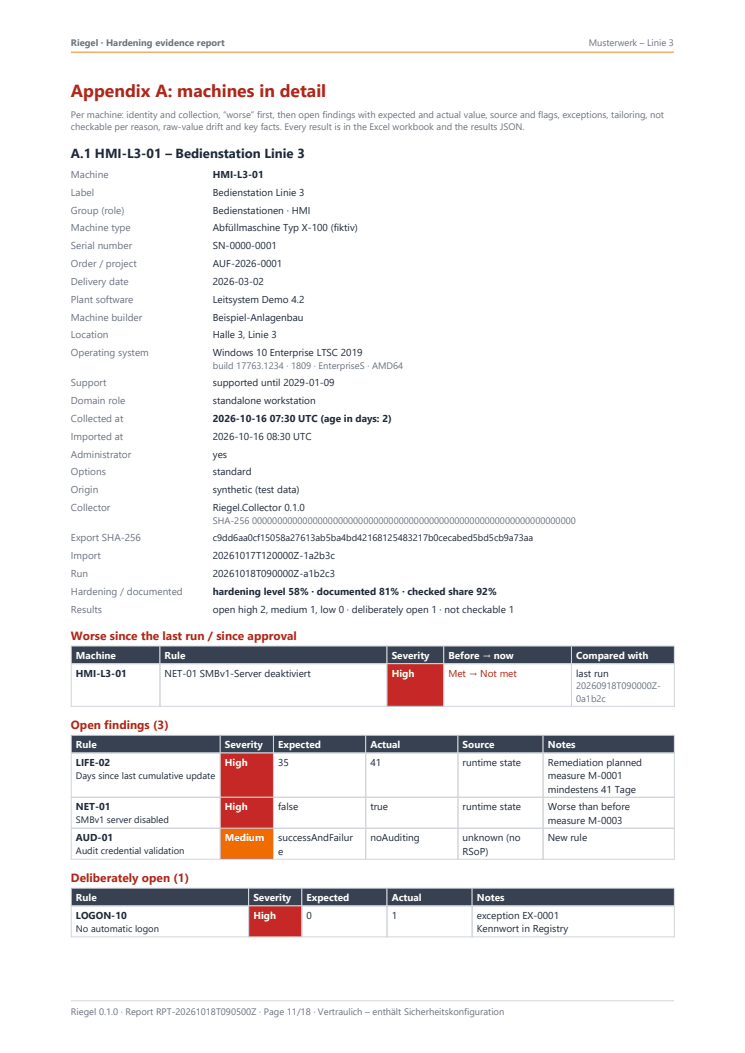 Riegel · Hardening evidence report
Musterwerk – Linie 3
Appendix A: machines in detail
Per machine: identity and collection, "worse" first, then open findings with expected and actual value, source and flags, exceptions, tailoring, not
checkable per reason, raw-value drift and key facts. Every result is in the Excel workbook and the results JSON.
A.1 HMI-L3-01 – Bedienstation Linie 3
Machine HMI-L3-01
Label Bedienstation Linie 3
Group (role) Bedienstationen · HMI
Machine type Abfüllmaschine Typ X-100 (fiktiv)
Serial number SN-0000-0001
Order / project AUF-2026-0001
Delivery date 2026-03-02
Plant software Leitsystem Demo 4.2
Machine builder Beispiel-Anlagenbau
Location Halle 3, Linie 3
Operating system Windows 10 Enterprise LTSC 2019
build 17763.1234 · 1809 · EnterpriseS · AMD64
Support supported until 2029-01-09
Domain role standalone workstation
Collected at 2026-10-16 07:30 UTC (age in days: 2)
Imported at 2026-10-16 08:30 UTC
Administrator yes
Options standard
Origin synthetic (test data)
Collector Riegel.Collector 0.1.0
SHA-256 0000000000000000000000000000000000000000000000000000000000000000
Export SHA-256 c9dd6aa0cf15058a27613ab5ba4bd42168125483217b0cecabed5bd5cb9a73aa
Import 20261017T120000Z-1a2b3c
Run 20261018T090000Z-a1b2c3
Hardening / documented hardening level 58% · documented 81% · checked share 92%
Results open high 2, medium 1, low 0 · deliberately open 1 · not checkable 1
Worse since the last run / since approval
Machine Rule Severity Before → now Compared with
HMI-L3-01 NET-01 SMBv1-Server deaktiviert High Met → Not met last run
20260918T090000Z-
0a1b2c
Open findings (3)
Rule Severity Expected Actual Source Notes
LIFE-02 High 35 41 runtime state Remediation planned
Days since last cumulative update measure M-0001
mindestens 41 Tage
NET-01 High false true runtime state Worse than before
SMBv1 server disabled measure M-0003
AUD-01 Medium successAndFailur noAuditing unknown (no New rule
Audit credential validation e RSoP)
Deliberately open (1)
Rule Severity Expected Actual Notes
LOGON-10 High 0 1 exception EX-0001
No automatic logon Kennwort in Registry
Riegel 0.1.0 · Report RPT-20261018T090500Z · Page 11/18 · Vertraulich – enthält Sicherheitskonfiguration